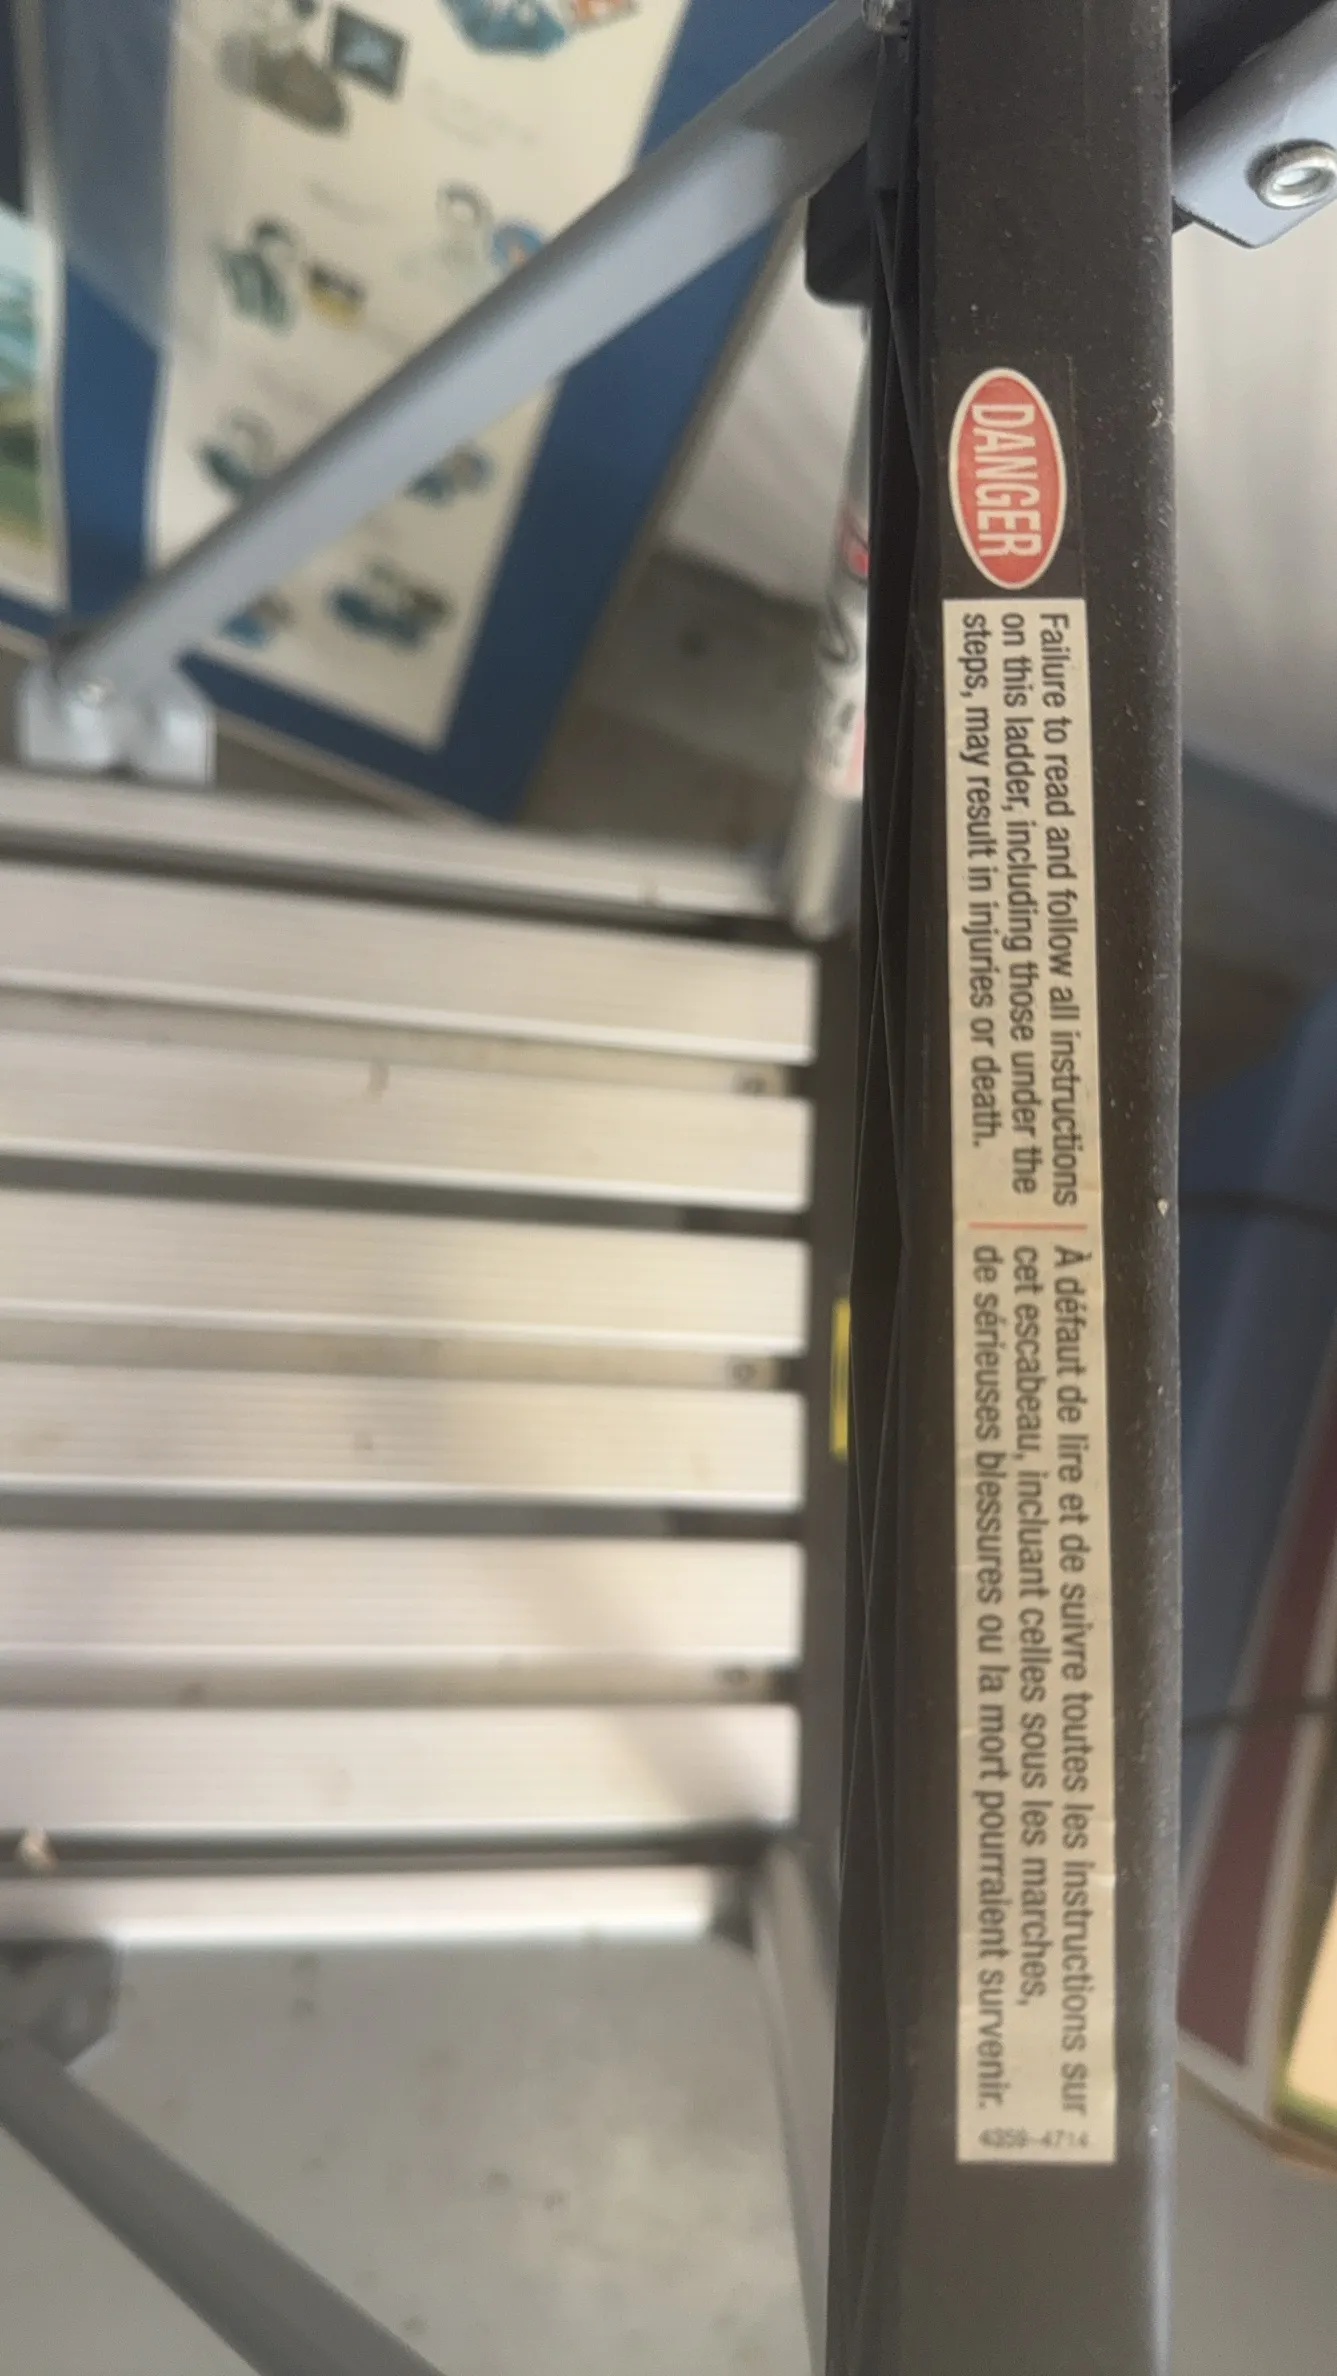 DANGER
Failure to read and follow all instructions
on this ladder, including those under the
steps, may result in injuries or death.
À défaut de lire et de suivre toutes les instructions sur
cet escabeau, incluant celles sous les marches,
de sérieuses blessures ou la mort pourraient survenir.
4359-4714